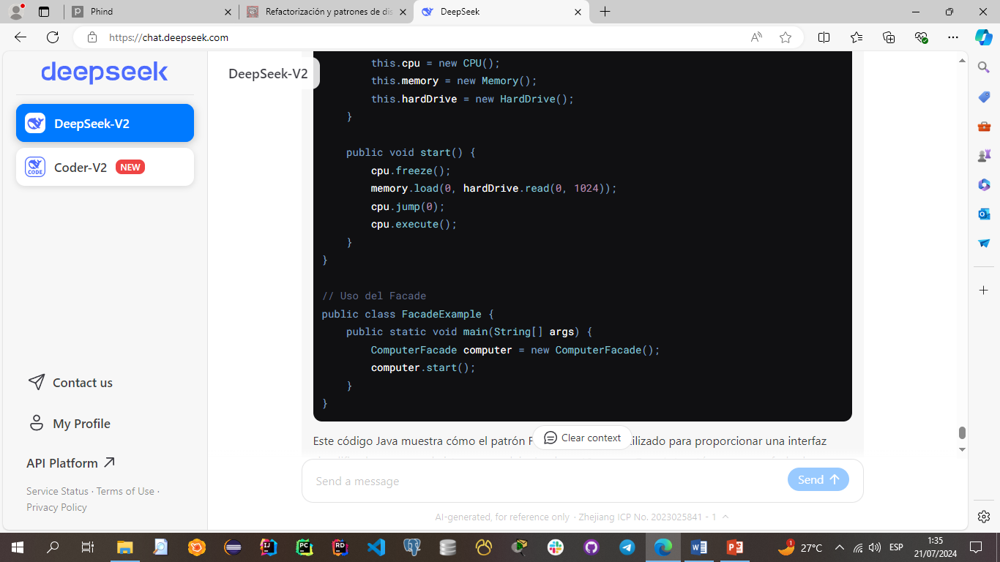 Phind
Refactorización y patrones de dis
DeepSeek
https://chat.deepseek.com
deepseek
DeepSeek-V2
Coder-V2 NEW
Contact us
My Profile
API Platform
Service Status · Terms of Use ·
Privacy Policy
DeepSeek-V2
this.cpu = new CPU();
this.memory = new Memory();
this.hardDrive = new HardDrive();
}
public void start() {
cpu.freeze();
memory.load(0, hardDrive.read(0, 1024));
cpu.jump(0);
cpu.execute();
}
}
// Uso del Facade
public class FacadeExample {
public static void main(String[] args) {
ComputerFacade computer = new ComputerFacade();
computer.start();
}
}
Este código Java muestra cómo el patrón F
Clear context
ilizado para proporcionar una interfaz
Send a message
Send
AI-generated, for reference only · Zhejiang ICP No. 2023025841 - 1
27°C
ESP
1:35
21/07/2024